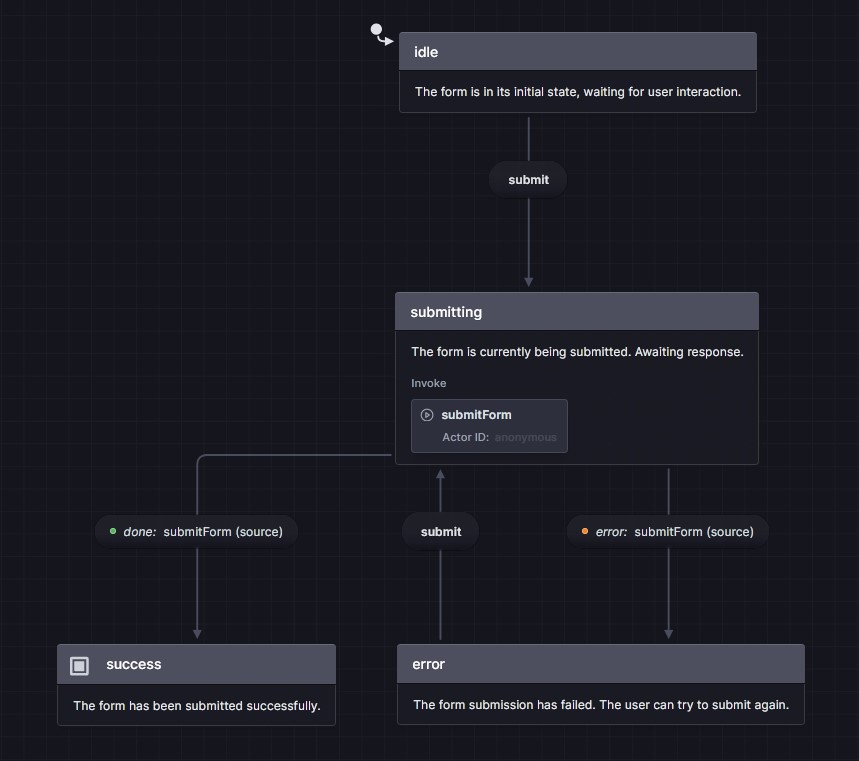 idle
The form is in its initial state, waiting for user interaction.
submit
submitting
The form is currently being submitted. Awaiting response.
Invoke
submitForm
Actor ID: anonymous
done: submitForm (source)
submit
error: submitForm (source)
success
The form has been submitted successfully.
error
The form submission has failed. The user can try to submit again.